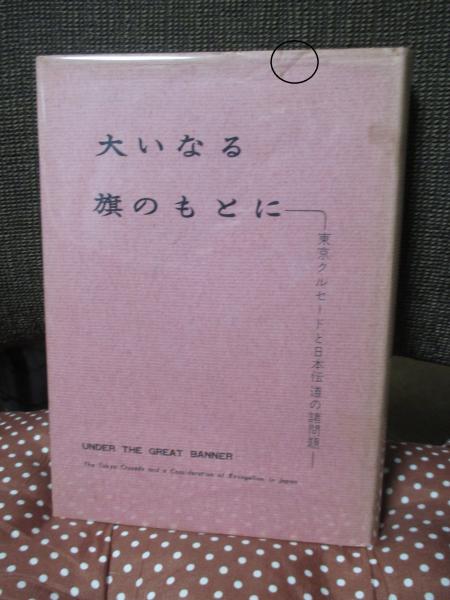 大いなる
旗のもとに
東京クルセードと日本伝道の諸問題
UNDER THE GREAT BANNER
The Tokyo Crusade and a Consideration of Evangelism in Japan